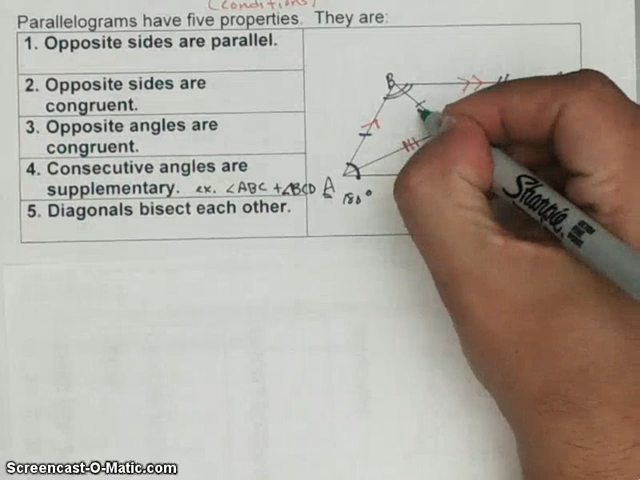 (conditions)
Parallelograms have five properties. They are:
1. Opposite sides are parallel.
2. Opposite sides are
congruent.
3. Opposite angles are
congruent.
4. Consecutive angles are
supplementary. ex. ∠ABC + ∠BCD
180°
5. Diagonals bisect each other.
B
A
Sharpie
Screencast-O-Matic.com